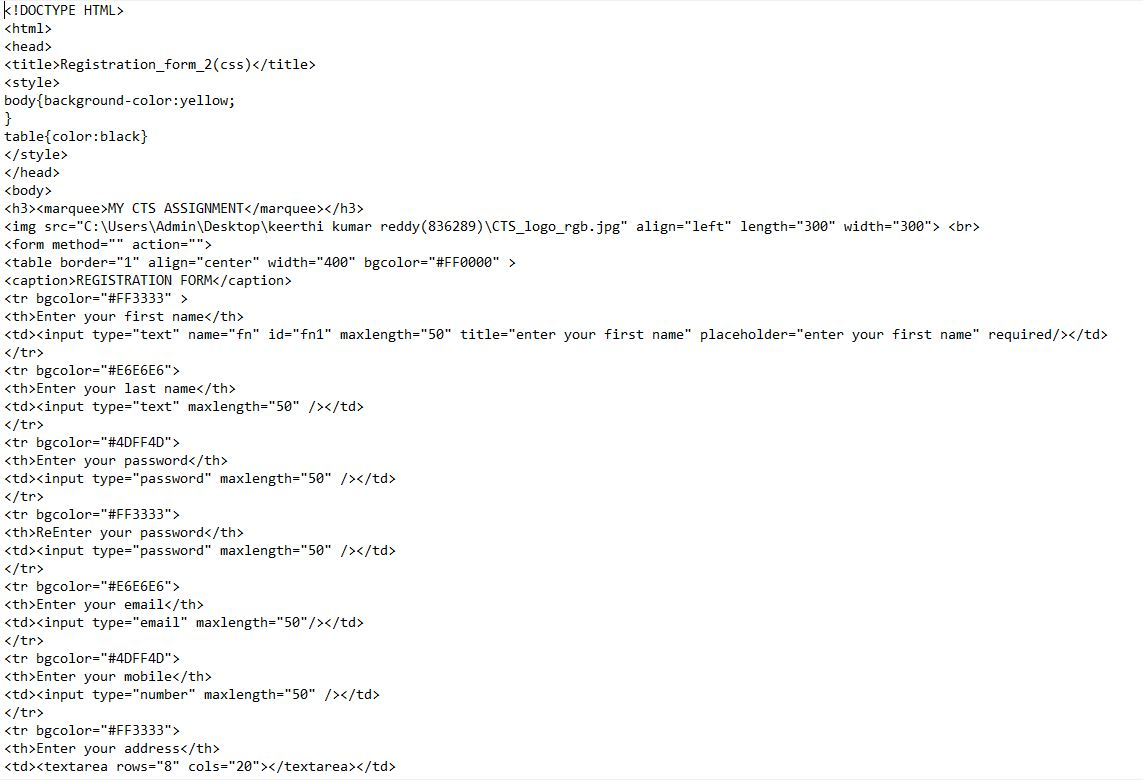 <!DOCTYPE HTML>
<html>
<head>
<title>Registration_form_2(css)</title>
<style>
body{background-color:yellow;
}
table{color:black}
</style>
</head>
<body>
<h3><marquee>MY CTS ASSIGNMENT</marquee></h3>
<img src="C:\Users\Admin\Desktop\keerthi kumar reddy(836289)\CTS_logo_rgb.jpg" align="left" length="300" width="300"> <br>
<form method="" action="">
<table border="1" align="center" width="400" bgcolor="#FF0000" >
<caption>REGISTRATION FORM</caption>
<tr bgcolor="#FF3333" >
<th>Enter your first name</th>
<td><input type="text" name="fn" id="fn1" maxlength="50" title="enter your first name" placeholder="enter your first name" required/></td>
</tr>
<tr bgcolor="#E6E6E6">
<th>Enter your last name</th>
<td><input type="text" maxlength="50" /></td>
</tr>
<tr bgcolor="#4DFF4D">
<th>Enter your password</th>
<td><input type="password" maxlength="50" /></td>
</tr>
<tr bgcolor="#FF3333">
<th>ReEnter your password</th>
<td><input type="password" maxlength="50" /></td>
</tr>
<tr bgcolor="#E6E6E6">
<th>Enter your email</th>
<td><input type="email" maxlength="50"/></td>
</tr>
<tr bgcolor="#4DFF4D">
<th>Enter your mobile</th>
<td><input type="number" maxlength="50" /></td>
</tr>
<tr bgcolor="#FF3333">
<th>Enter your address</th>
<td><textarea rows="8" cols="20"></textarea></td>